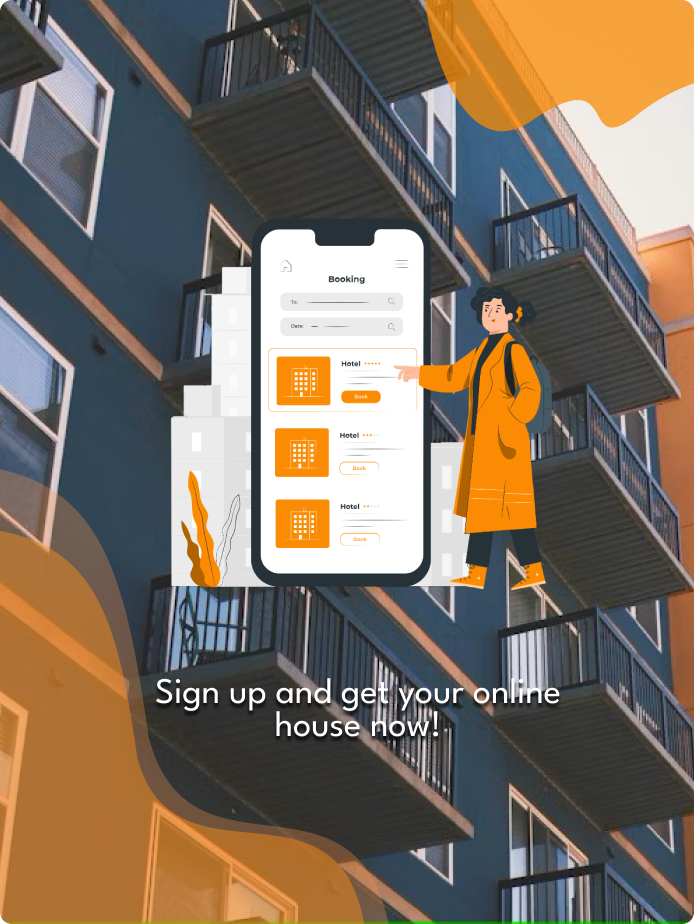 Booking
To:
Date:
Hotel
Book
Hotel
Book
Hotel
Book
Sign up and get your online
house now!